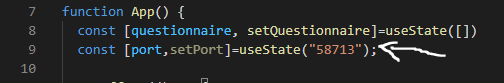 7 function App() {
8 const [questionnaire, setQuestionnaire]=useState([])
9 const [port,setPort]=useState("58713");
10